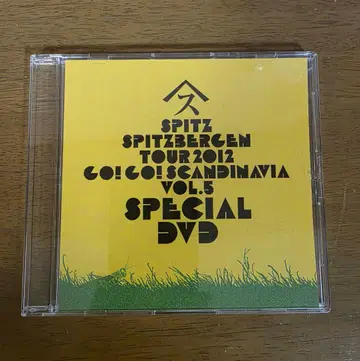 ス
SPITZ
SPITZBERGEN
TOUR 2012
GO! GO! SCANDINAVIA
VOL.5
SPECIAL
DVD